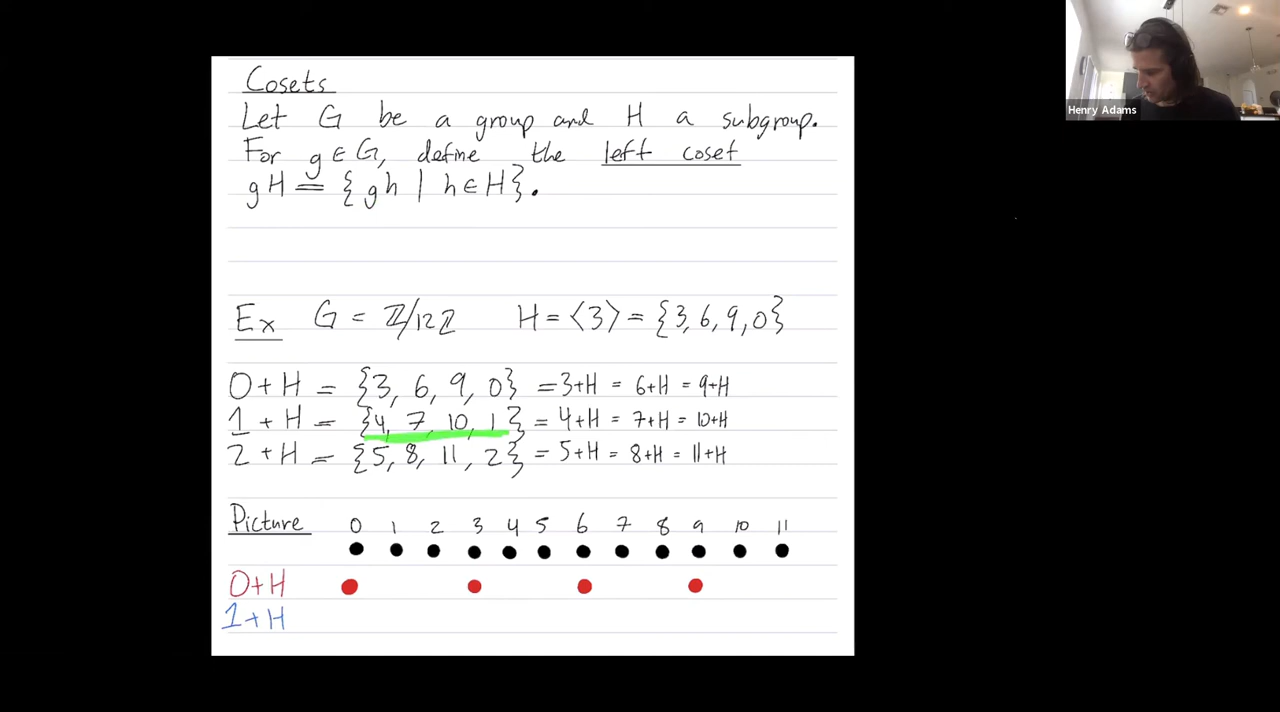 Cosets
Let G be a group and H a subgroup.
For g ∈ G, define the left coset
gH = {gh | h ∈ H}.
Ex G = ℤ/12ℤ H = ⟨3⟩ = {3, 6, 9, 0}
0 + H = {3, 6, 9, 0} = 3+H = 6+H = 9+H
1 + H = {4, 7, 10, 1} = 4+H = 7+H = 10+H
2 + H = {5, 8, 11, 2} = 5+H = 8+H = 11+H
Picture 0 1 2 3 4 5 6 7 8 9 10 11
0+H
1+H
Henry Adams